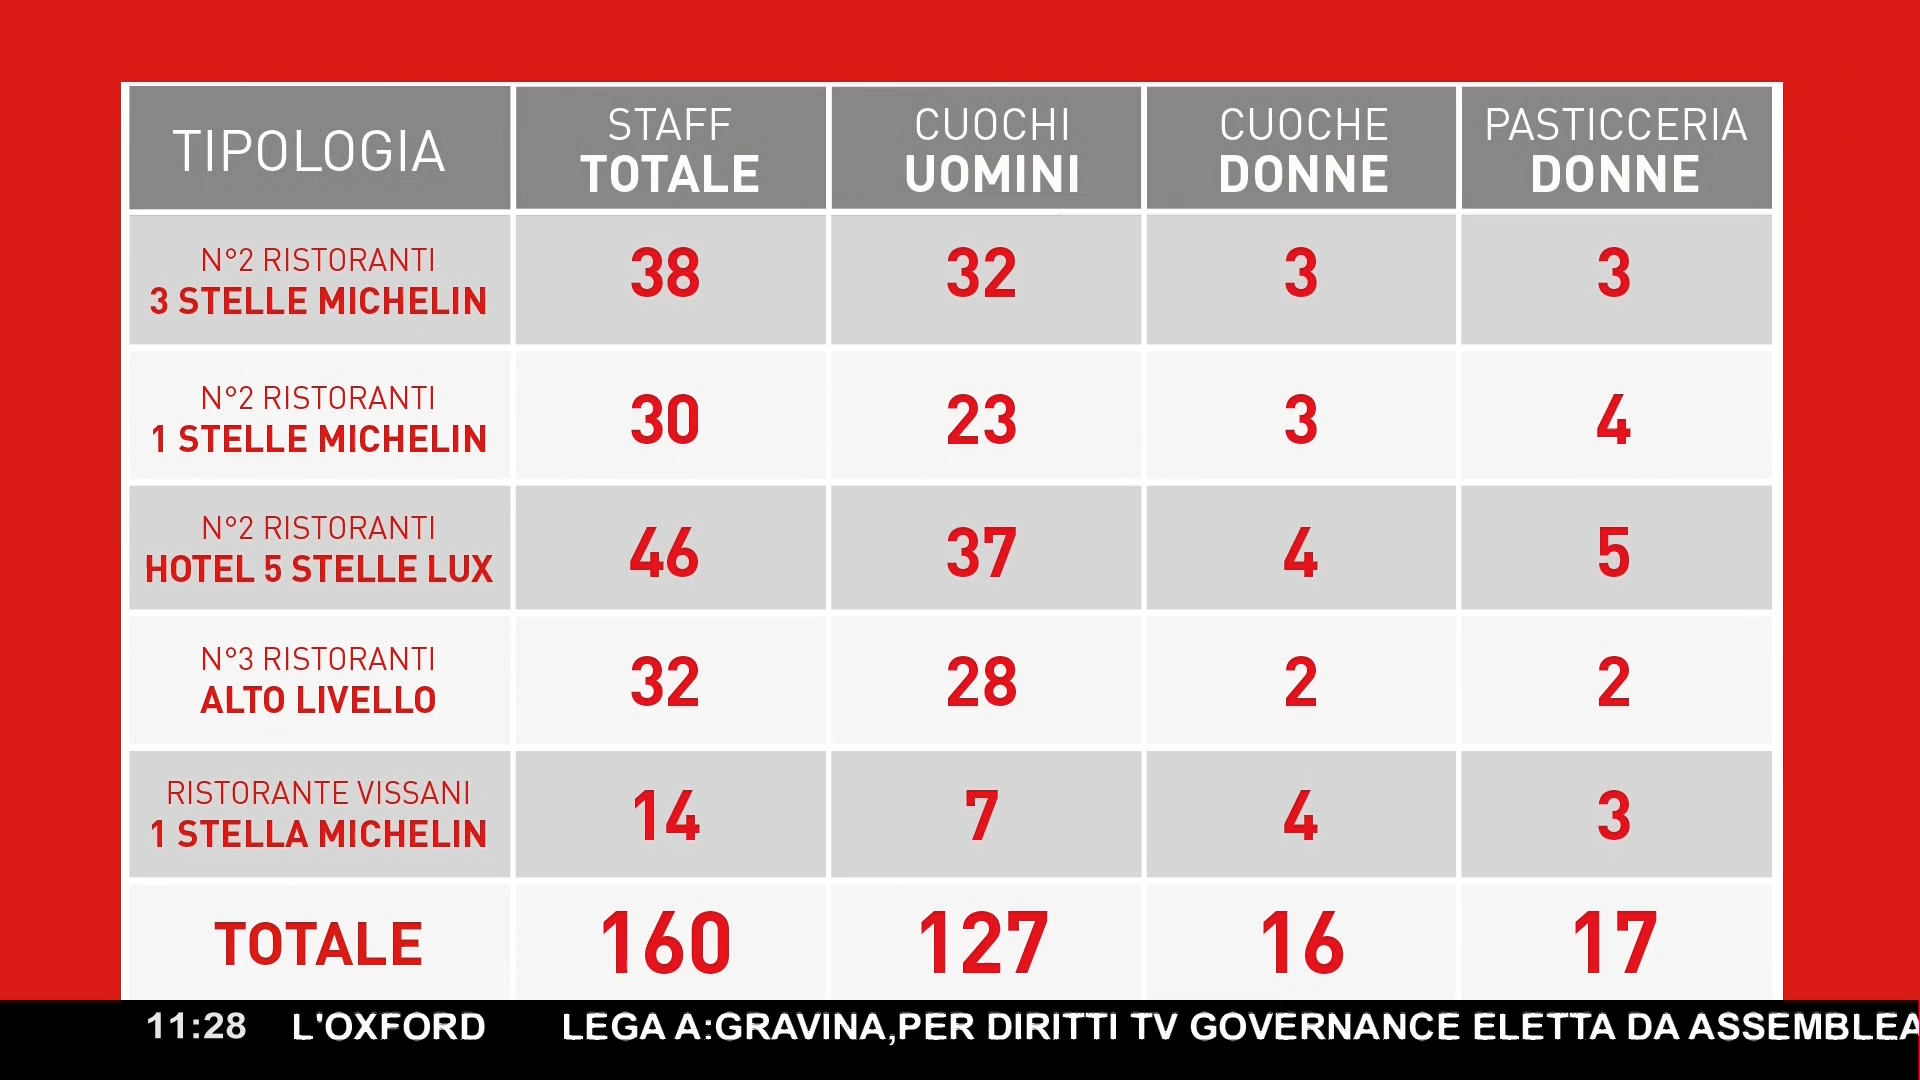 TIPOLOGIA
STAFF
TOTALE
CUOCHI
UOMINI
CUOCHE
DONNE
PASTICCERIA
DONNE
N°2 RISTORANTI
3 STELLE MICHELIN
38
32
3
3
N°2 RISTORANTI
1 STELLE MICHELIN
30
23
3
4
N°2 RISTORANTI
HOTEL 5 STELLE LUX
46
37
4
5
N°3 RISTORANTI
ALTO LIVELLO
32
28
2
2
RISTORANTE VISSANI
1 STELLA MICHELIN
14
7
4
3
TOTALE
160
127
16
17
11:28 L'OXFORD LEGA A:GRAVINA,PER DIRITTI TV GOVERNANCE ELETTA DA ASSEMBLEA